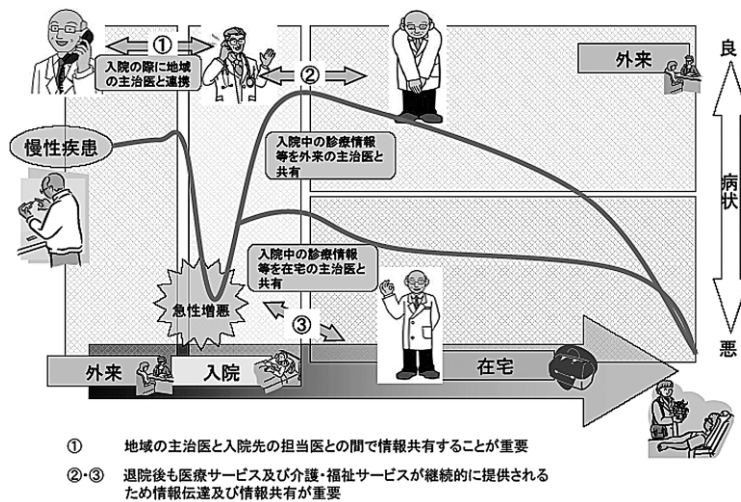 ①
入院の際に地域
の主治医と連携
②
外来
良
慢性疾患
入院中の診療情報
等を外来の主治医と
共有
病状
入院中の診療情報
等を在宅の主治医と
共有
急性増悪
③
悪
外来
入院
在宅
① 地域の主治医と入院先の担当医との間で情報共有することが重要
②・③ 退院後も医療サービス及び介護・福祉サービスが継続的に提供される
ため情報伝達及び情報共有が重要